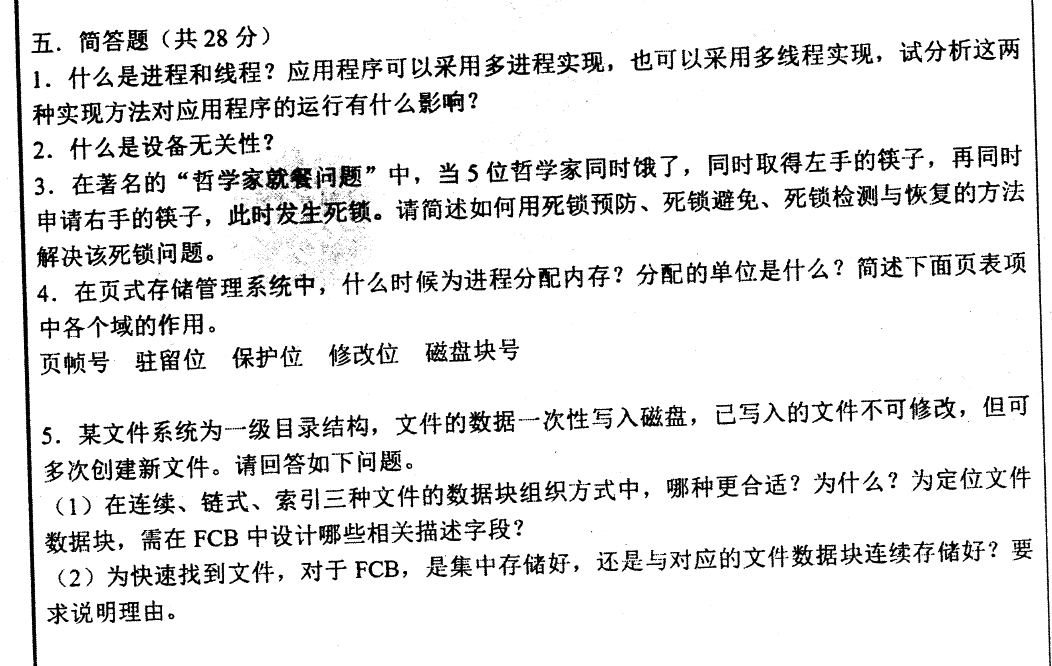 五．简答题（共 28 分）
1．什么是进程和线程？应用程序可以采用多进程实现，也可以采用多线程实现，试分析这两
种实现方法对应用程序的运行有什么影响？
2．什么是设备无关性？
3．在著名的“哲学家就餐问题”中，当 5 位哲学家同时饿了，同时取得左手的筷子，再同时
申请右手的筷子，此时发生死锁。请简述如何用死锁预防、死锁避免、死锁检测与恢复的方法
解决该死锁问题。
4．在页式存储管理系统中，什么时候为进程分配内存？分配的单位是什么？简述下面页表项
中各个域的作用。
页帧号 驻留位 保护位 修改位 磁盘块号
5．某文件系统为一级目录结构，文件的数据一次性写入磁盘，已写入的文件不可修改，但可
多次创建新文件。请回答如下问题。
（1）在连续、链式、索引三种文件的数据块组织方式中，哪种更合适？为什么？为定位文件
数据块，需在 FCB 中设计哪些相关描述字段？
（2）为快速找到文件，对于 FCB，是集中存储好，还是与对应的文件数据块连续存储好？要
求说明理由。